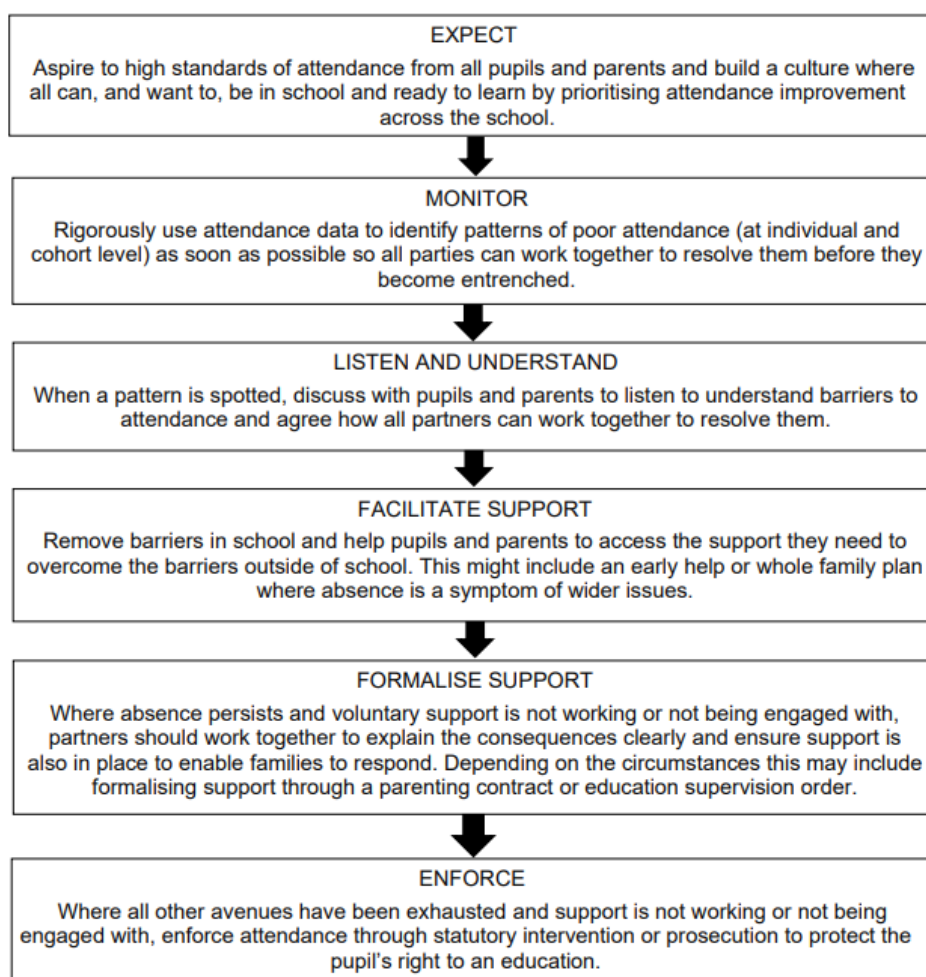 EXPECT
Aspire to high standards of attendance from all pupils and parents and build a culture where
all can, and want to, be in school and ready to learn by prioritising attendance improvement
across the school.
MONITOR
Rigorously use attendance data to identify patterns of poor attendance (at individual and
cohort level) as soon as possible so all parties can work together to resolve them before they
become entrenched.
LISTEN AND UNDERSTAND
When a pattern is spotted, discuss with pupils and parents to listen to understand barriers to
attendance and agree how all partners can work together to resolve them.
FACILITATE SUPPORT
Remove barriers in school and help pupils and parents to access the support they need to
overcome the barriers outside of school. This might include an early help or whole family plan
where absence is a symptom of wider issues.
FORMALISE SUPPORT
Where absence persists and voluntary support is not working or not being engaged with,
partners should work together to explain the consequences clearly and ensure support is
also in place to enable families to respond. Depending on the circumstances this may include
formalising support through a parenting contract or education supervision order.
ENFORCE
Where all other avenues have been exhausted and support is not working or not being
engaged with, enforce attendance through statutory intervention or prosecution to protect the
pupil's right to an education.